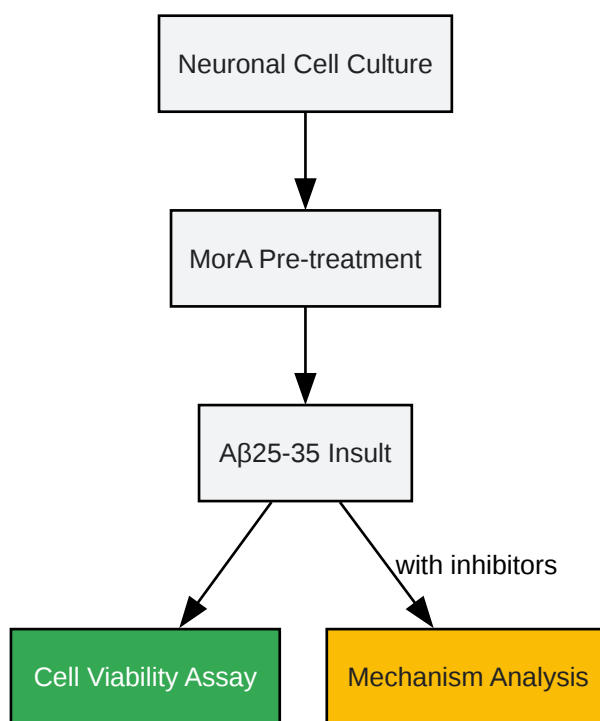 Neuronal Cell Culture
MorA Pre-treatment
Aβ25-35 Insult
with inhibitors
Cell Viability Assay
Mechanism Analysis